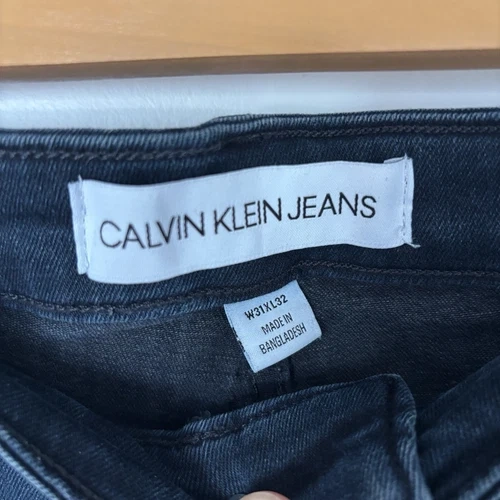 CALVIN KLEIN JEANS
W31XL32
MADE IN
BANGLADESH